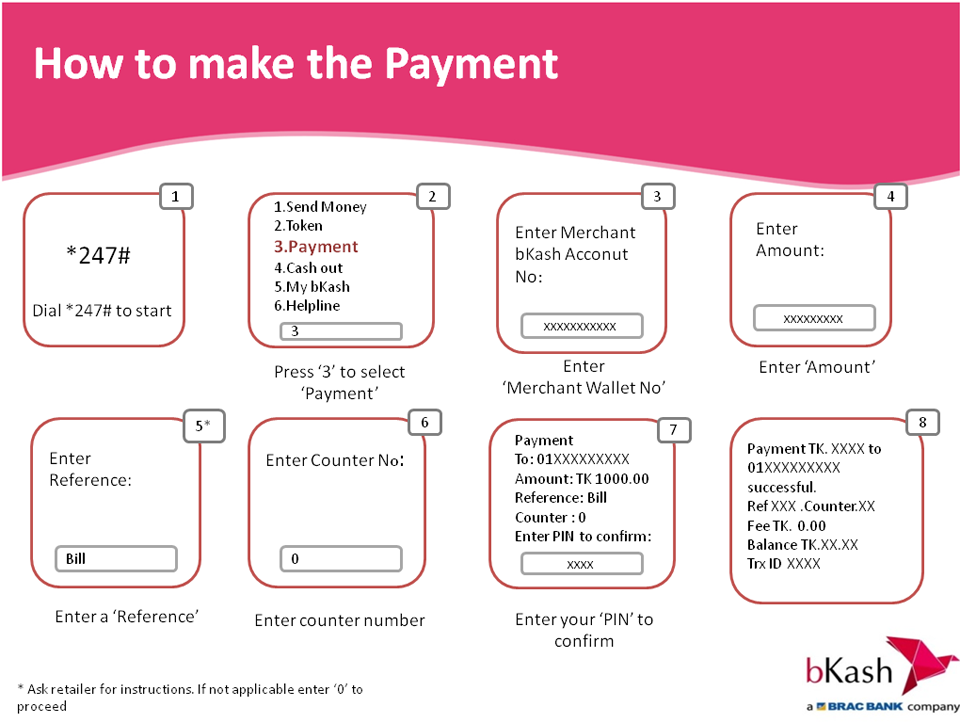 How to make the Payment
1
*247#
Dial *247# to start
2
1.Send Money
2.Token
3.Payment
4.Cash out
5.My bKash
6.Helpline
3
Press ‘3’ to select
‘Payment’
3
Enter Merchant
bKash Acconut
No:
xxxxxxxxxxx
Enter
‘Merchant Wallet No’
4
Enter
Amount:
xxxxxxxxx
Enter ‘Amount’
5*
Enter
Reference:
Bill
Enter a ‘Reference’
6
Enter Counter No:
0
Enter counter number
7
Payment
To: 01XXXXXXXXX
Amount: TK 1000.00
Reference: Bill
Counter : 0
Enter PIN to confirm:
xxxx
Enter your ‘PIN’ to
confirm
8
Payment TK. XXXX to
01XXXXXXXXX
successful.
Ref XXX .Counter.XX
Fee TK. 0.00
Balance TK.XX.XX
Trx ID XXXX
* Ask retailer for instructions. If not applicable enter ‘0’ to
proceed
bKash
a BRAC BANK company